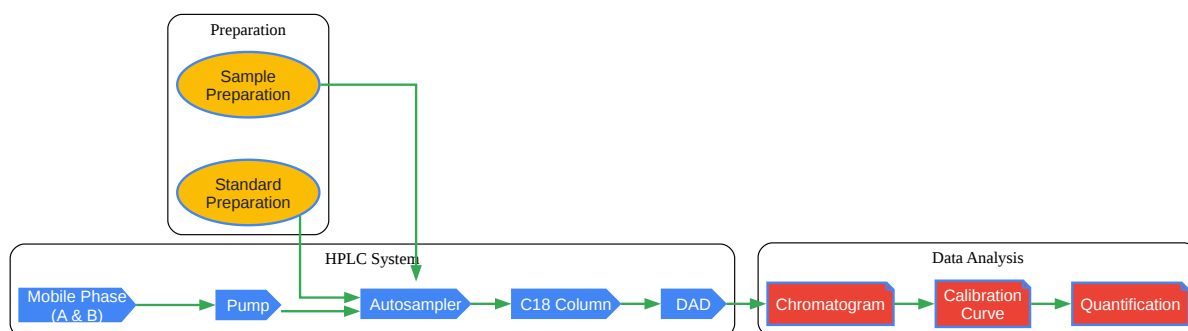 Preparation
Sample
Preparation
Standard
Preparation
HPLC System
Mobile Phase
(A & B)
Pump
Autosampler
C18 Column
DAD
Data Analysis
Chromatogram
Calibration
Curve
Quantification